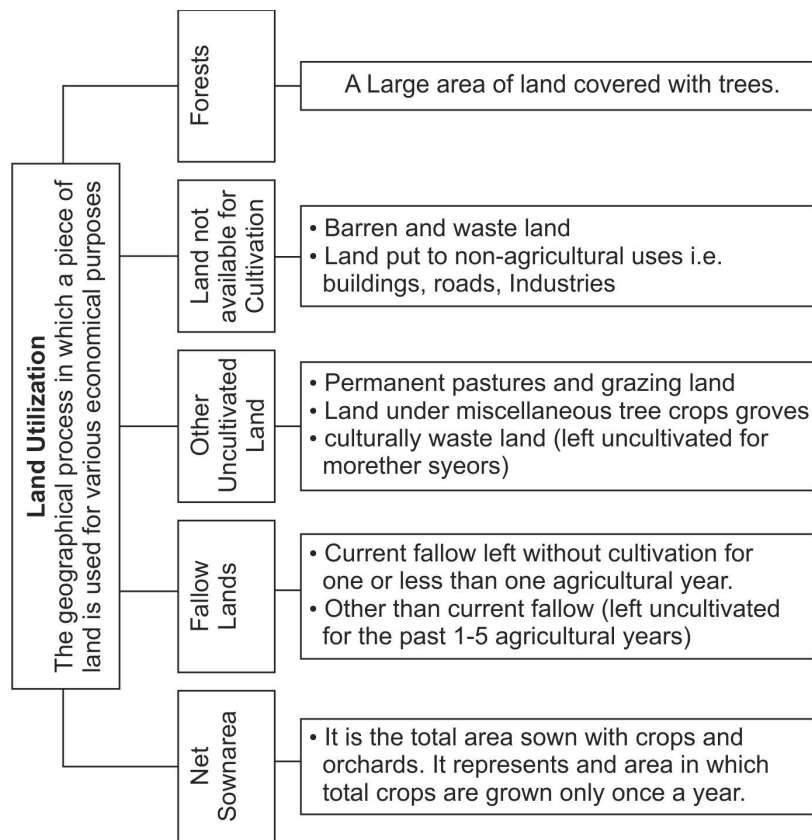 Land Utilization
The geographical process in which a piece of
land is used for various economical purposes
Forests
A Large area of land covered with trees.
Land not
available for
Cultivation
• Barren and waste land
• Land put to non-agricultural uses i.e.
buildings, roads, Industries
Other
Uncultivated
Land
• Permanent pastures and grazing land
• Land under miscellaneous tree crops groves
• culturally waste land (left uncultivated for
morether syeors)
Fallow
Lands
• Current fallow left without cultivation for
one or less than one agricultural year.
• Other than current fallow (left uncultivated
for the past 1-5 agricultural years)
Net
Sownarea
• It is the total area sown with crops and
orchards. It represents and area in which
total crops are grown only once a year.